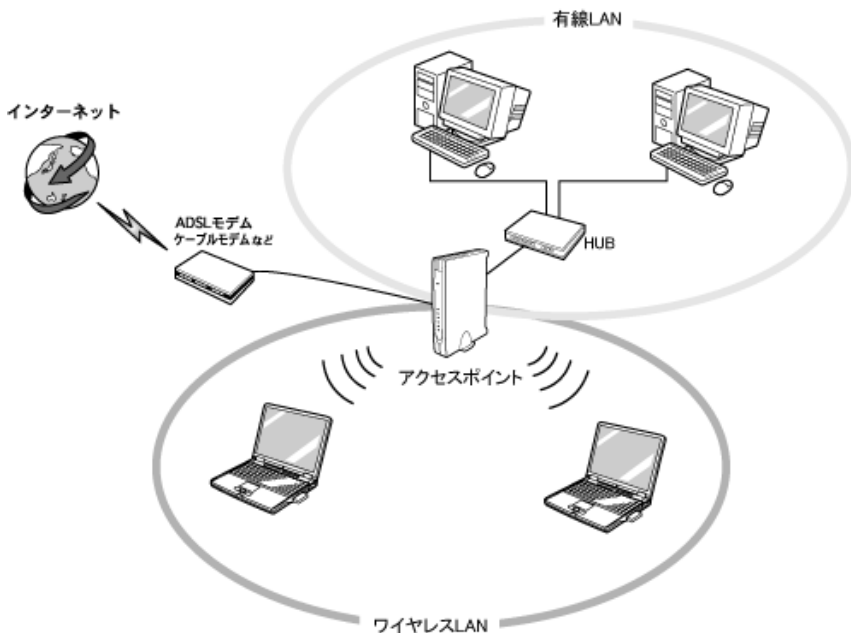 有線LAN
インターネット
ADSLモデム
ケーブルモデムなど
HUB
アクセスポイント
ワイヤレスLAN